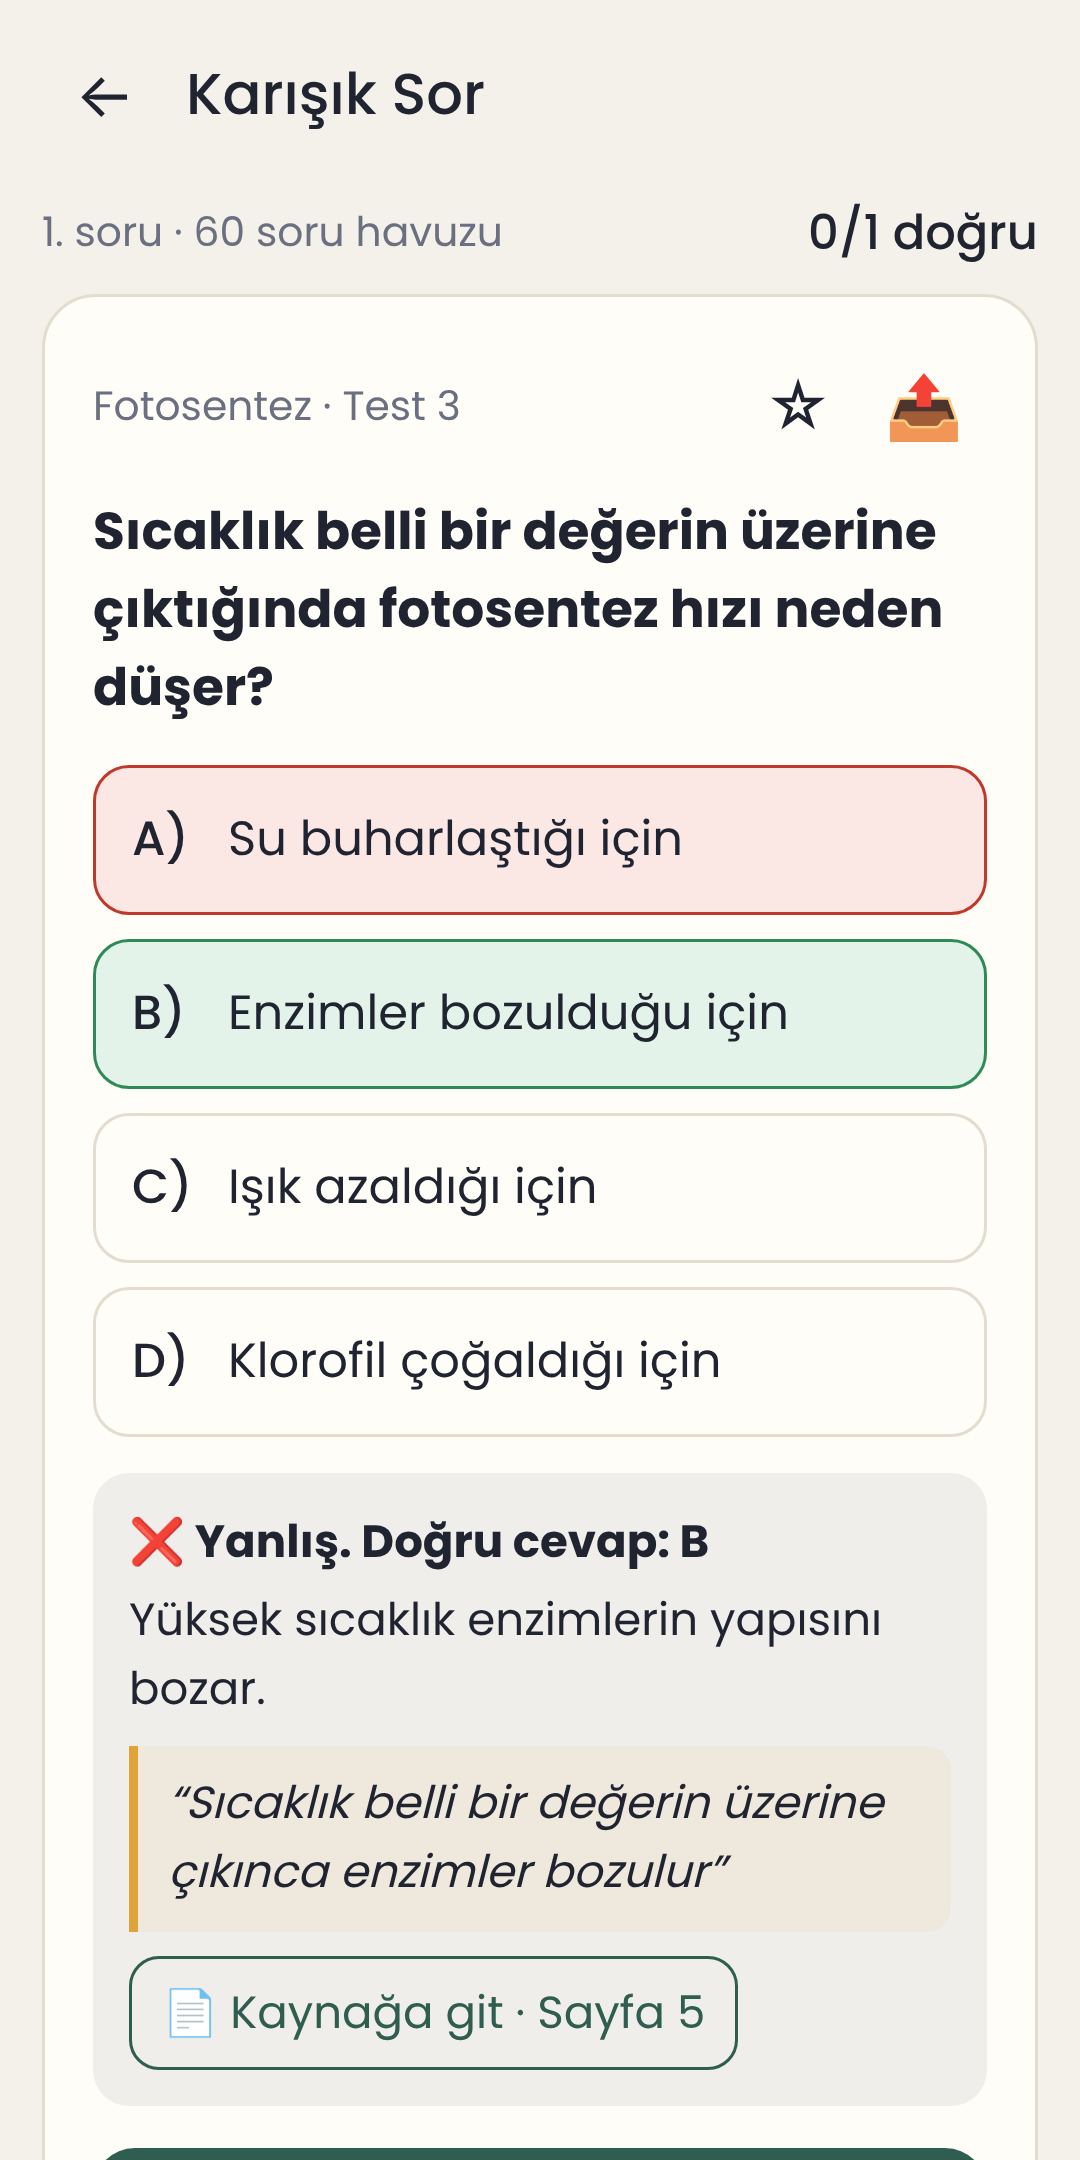 Karışık Sor
1. soru · 60 soru havuzu
0/1 doğru
Fotosentez · Test 3
Sıcaklık belli bir değerin üzerine
çıktığında fotosentez hızı neden
düşer?
A) Su buharlaştığı için
B) Enzimler bozulduğu için
C) Işık azaldığı için
D) Klorofil çoğaldığı için
❌ Yanlış. Doğru cevap: B
Yüksek sıcaklık enzimlerin yapısını
bozar.
“Sıcaklık belli bir değerin üzerine
çıkınca enzimler bozulur”
📄 Kaynağa git · Sayfa 5